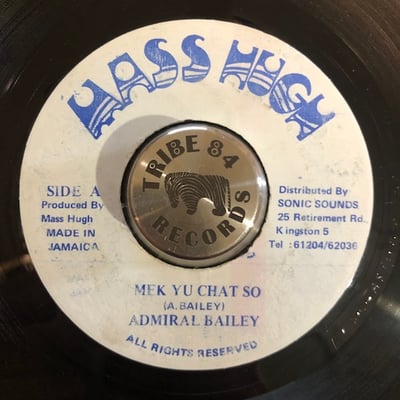 MASS HUGH
TRIBE 84
RECORDS
SIDE A
Produced By
Mass Hugh
MADE IN
JAMAICA
Distributed By
SONIC SOUNDS
25 Retirement Rd.
Kingston 5
Tel :61204/62036
MEK YU CHAT SO
(A. BAILEY)
ADMIRAL BAILEY
ALL RIGHTS RESERVED